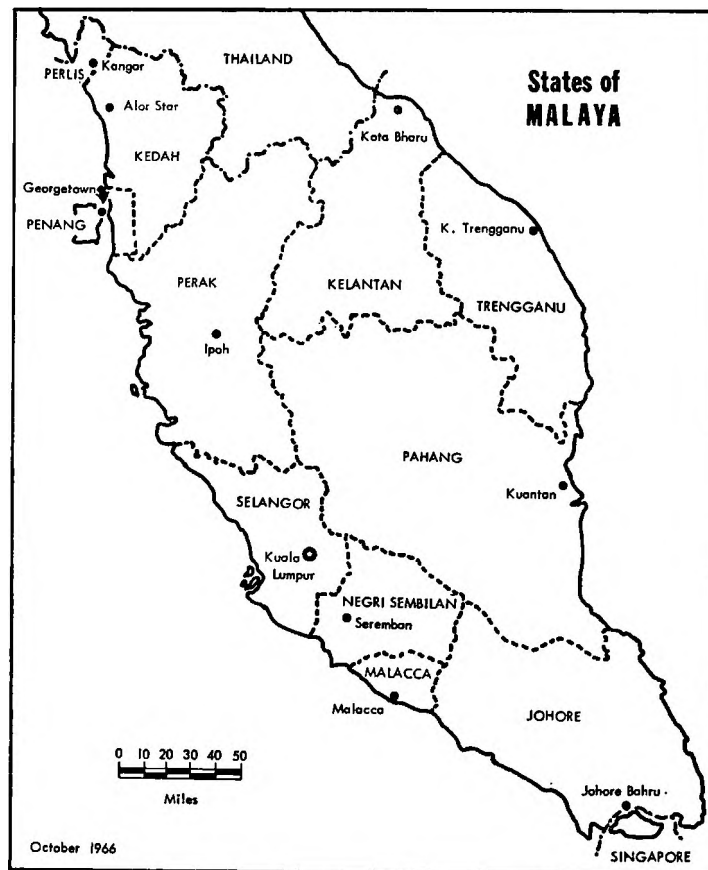 States of
MALAYA
THAILAND
PERLIS
Kangar
Alor Star
Kota Bharu
KEDAH
Georgetown
PENANG
K. Trengganu
PERAK
KELANTAN
TRENGGANU
Ipoh
PAHANG
SELANGOR
Kuantan
Kuala
Lumpur
NEGRI SEMBILAN
Seremban
MALACCA
Malacca
JOHORE
0 10 20 30 40 50
Miles
Johore Bahru
October 1966
SINGAPORE